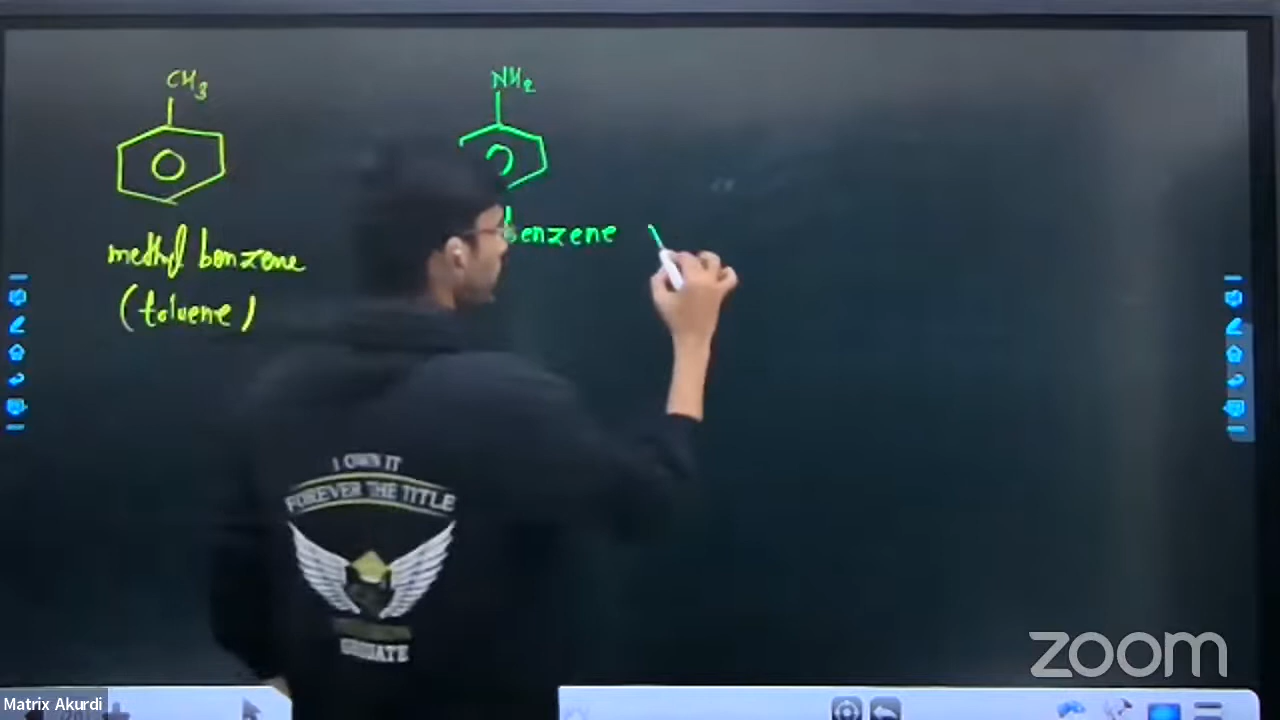 CH3
NH2
methyl benzene
benzene
(toluene)
I OWN IT
FOREVER THE TITLE
zoom
Matrix Akurdi